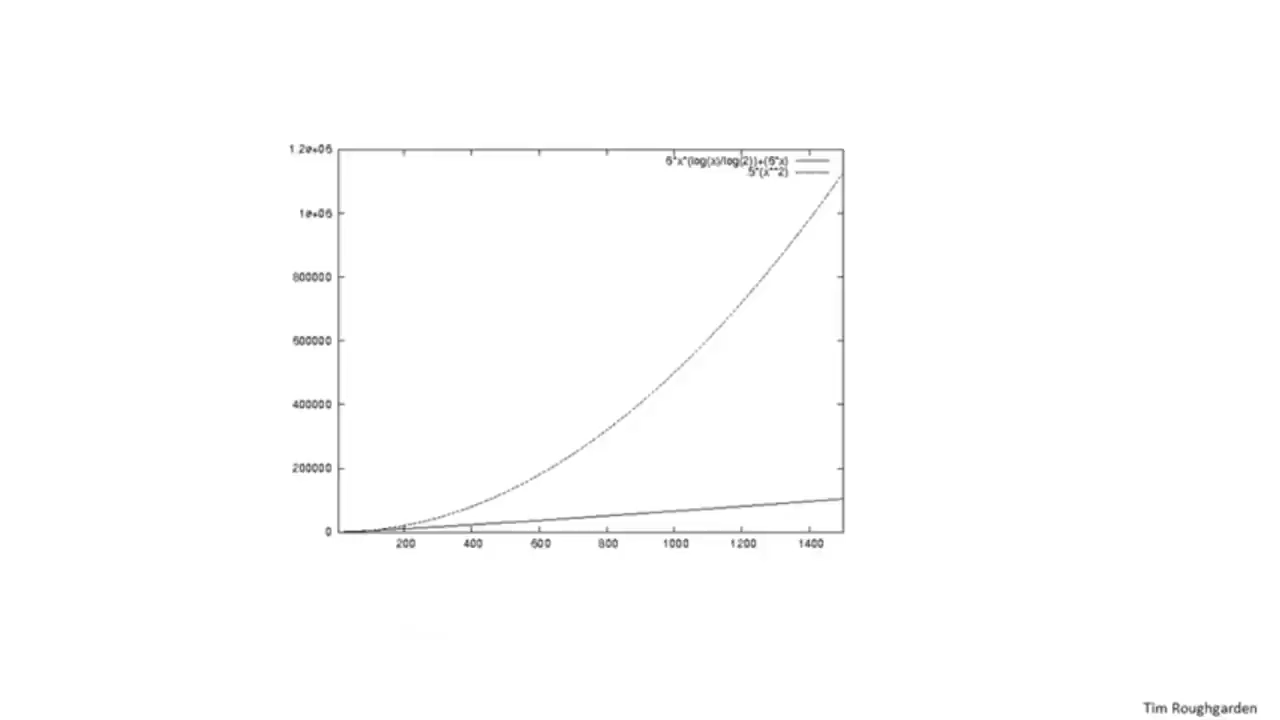 1.2e+06
6*x*(log(x)/log(2))+(6*x)
.5*(x**2)
1e+06
800000
600000
400000
200000
0
200 400 600 800 1000 1200 1400
Tim Roughgarden